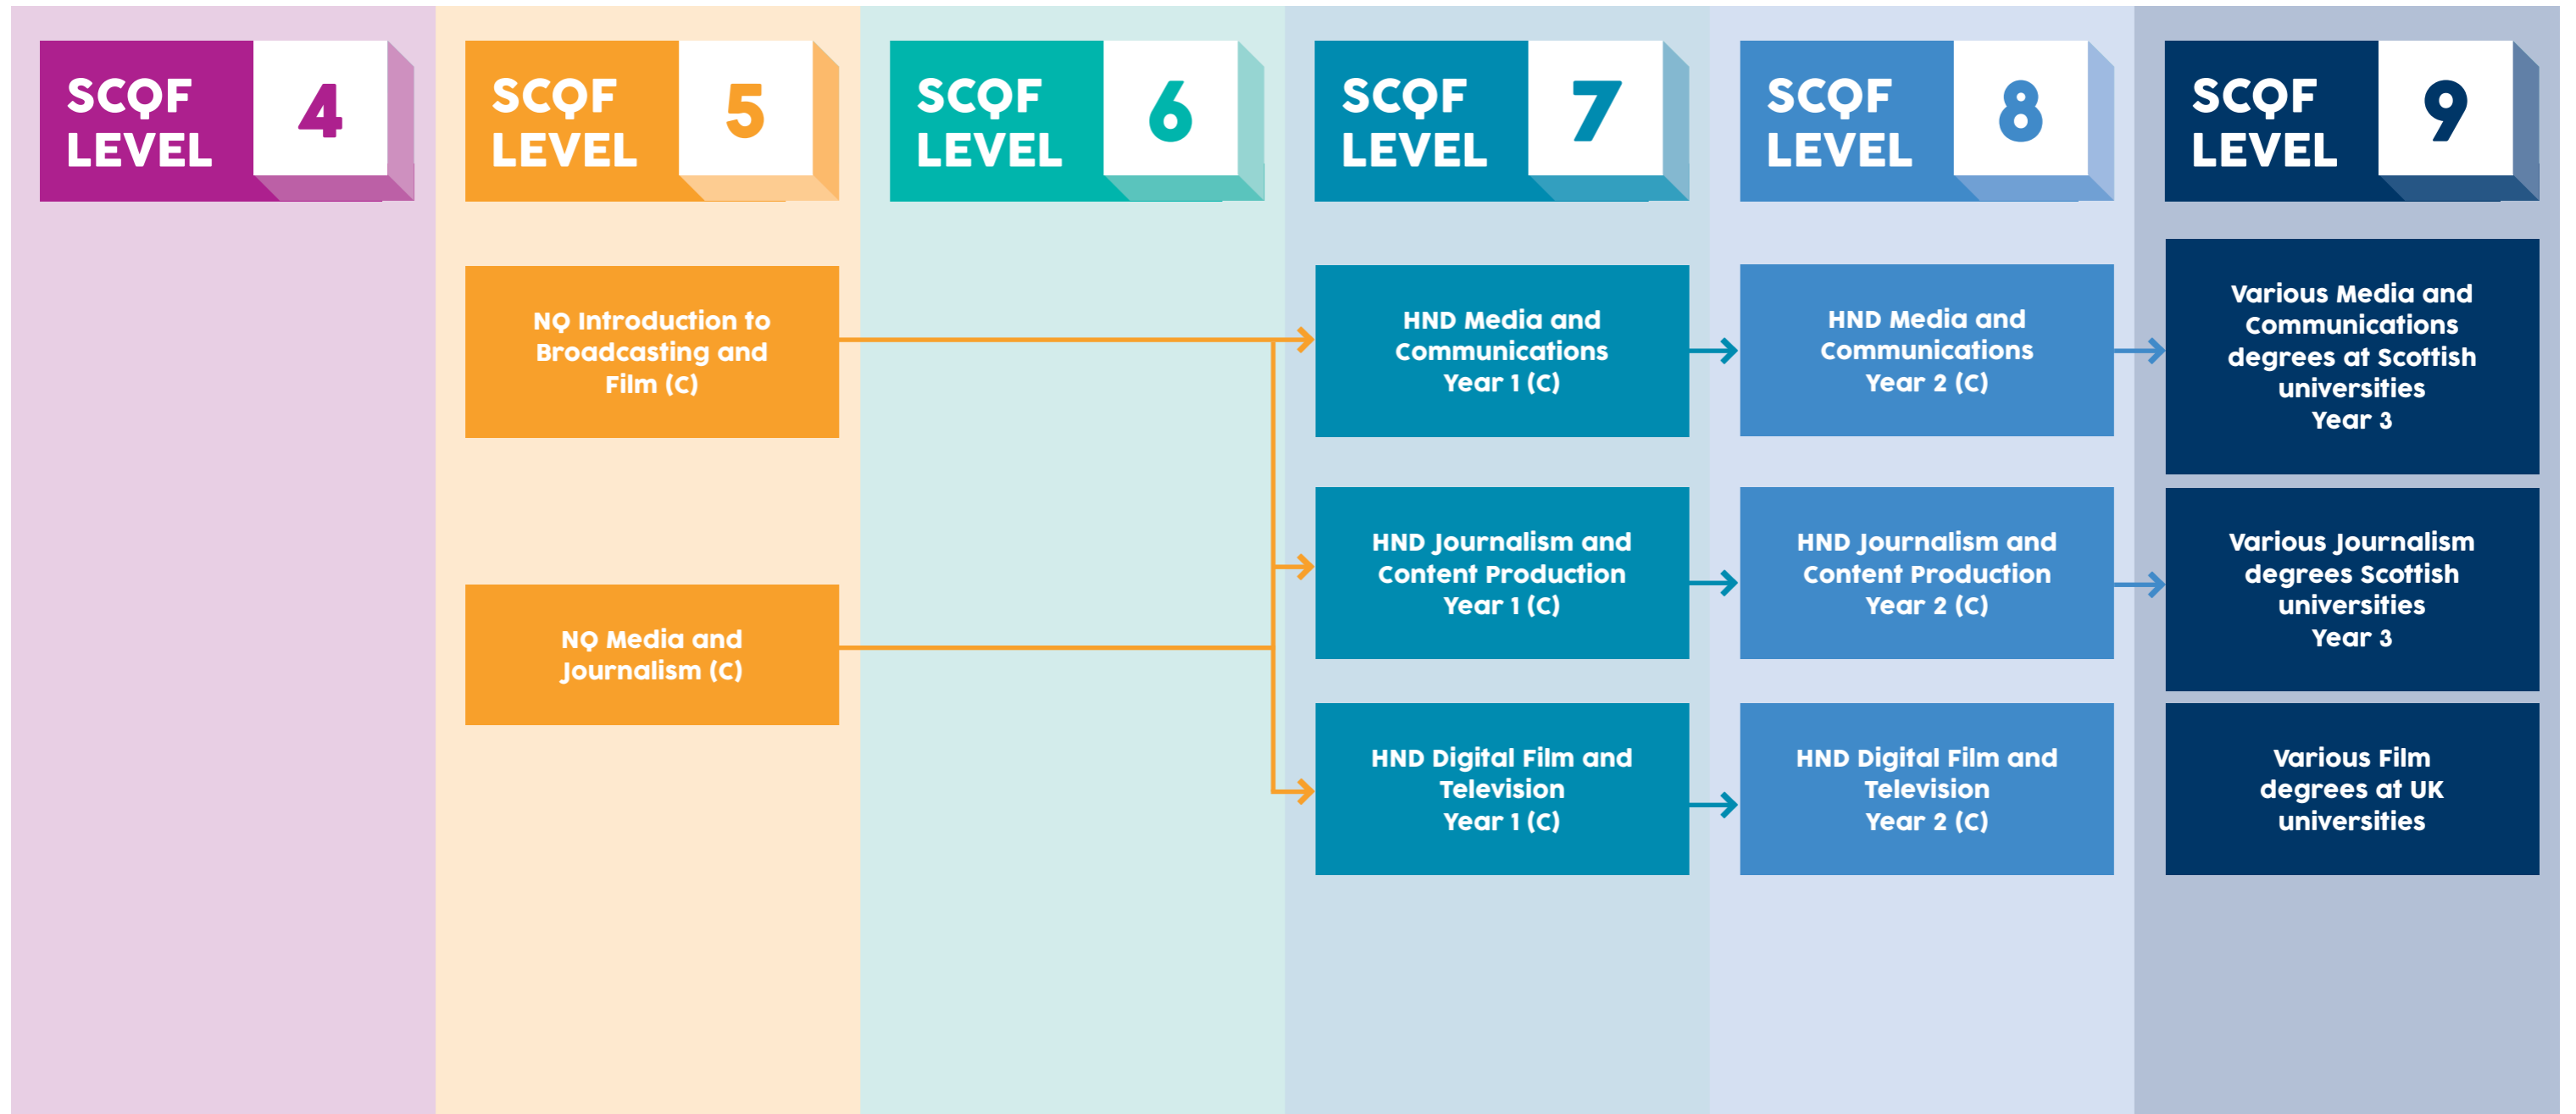 SCQF
LEVEL
4
SCQF
LEVEL
5
SCQF
LEVEL
6
SCQF
LEVEL
7
SCQF
LEVEL
8
SCQF
LEVEL
9
NQ Introduction to
Broadcasting and
Film (C)
NQ Media and
Journalism (C)
HND Media and
Communications
Year 1 (C)
HND Journalism and
Content Production
Year 1 (C)
HND Digital Film and
Television
Year 1 (C)
HND Media and
Communications
Year 2 (C)
HND Journalism and
Content Production
Year 2 (C)
HND Digital Film and
Television
Year 2 (C)
Various Media and
Communications
degrees at Scottish
universities
Year 3
Various Journalism
degrees Scottish
universities
Year 3
Various Film
degrees at UK
universities